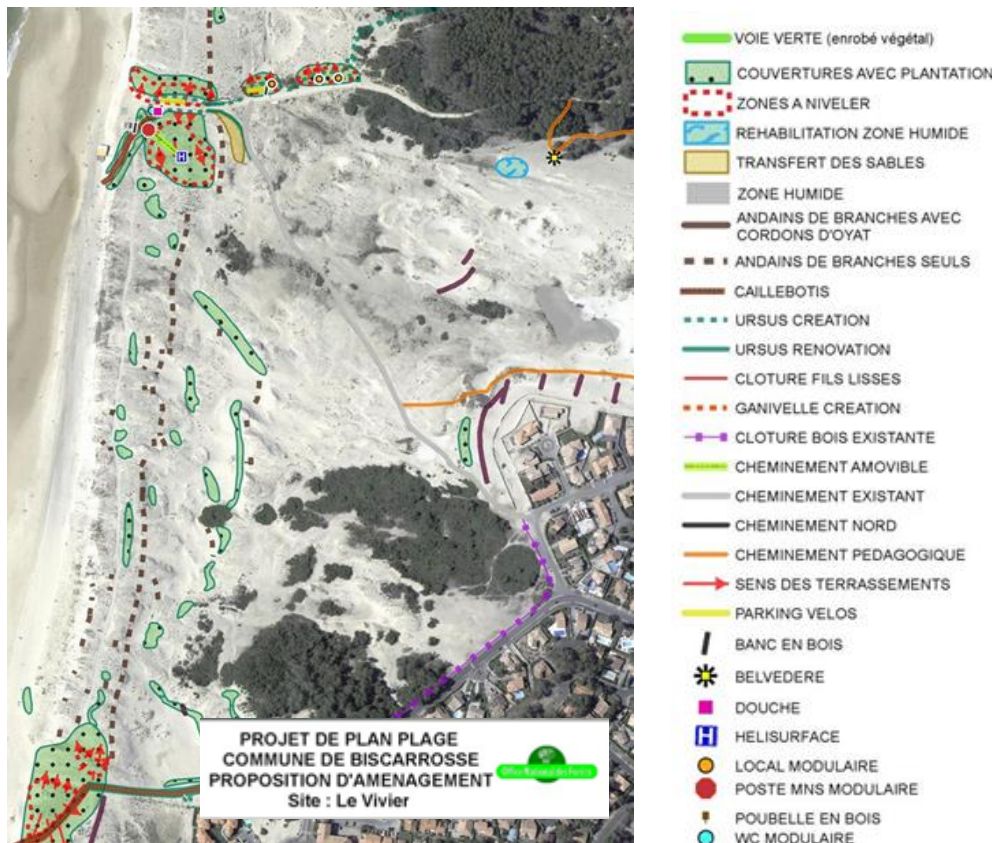 VOIE VERTE (enrobé végétal)
COUVERTURES AVEC PLANTATION
ZONES A NIVELER
REHABILITATION ZONE HUMIDE
TRANSFERT DES SABLES
ZONE HUMIDE
ANDAINS DE BRANCHES AVEC
CORDONS D'OYAT
ANDAINS DE BRANCHES SEULS
CAILLEBOTIS
URSUS CREATION
URSUS RENOVATION
CLOTURE FILS LISSES
GANIVELLE CREATION
CLOTURE BOIS EXISTANTE
CHEMINEMENT AMOVIBLE
CHEMINEMENT EXISTANT
CHEMINEMENT NORD
CHEMINEMENT PEDAGOGIQUE
SENS DES TERRASSEMENTS
PARKING VELOS
BANC EN BOIS
BELVEDERE
DOUCHE
H HELISURFACE
LOCAL MODULAIRE
POSTE MNS MODULAIRE
POUBELLE EN BOIS
WC MODULAIRE
H
PROJET DE PLAN PLAGE
COMMUNE DE BISCARROSSE
PROPOSITION D'AMENAGEMENT
Site : Le Vivier
Office National des Forêts